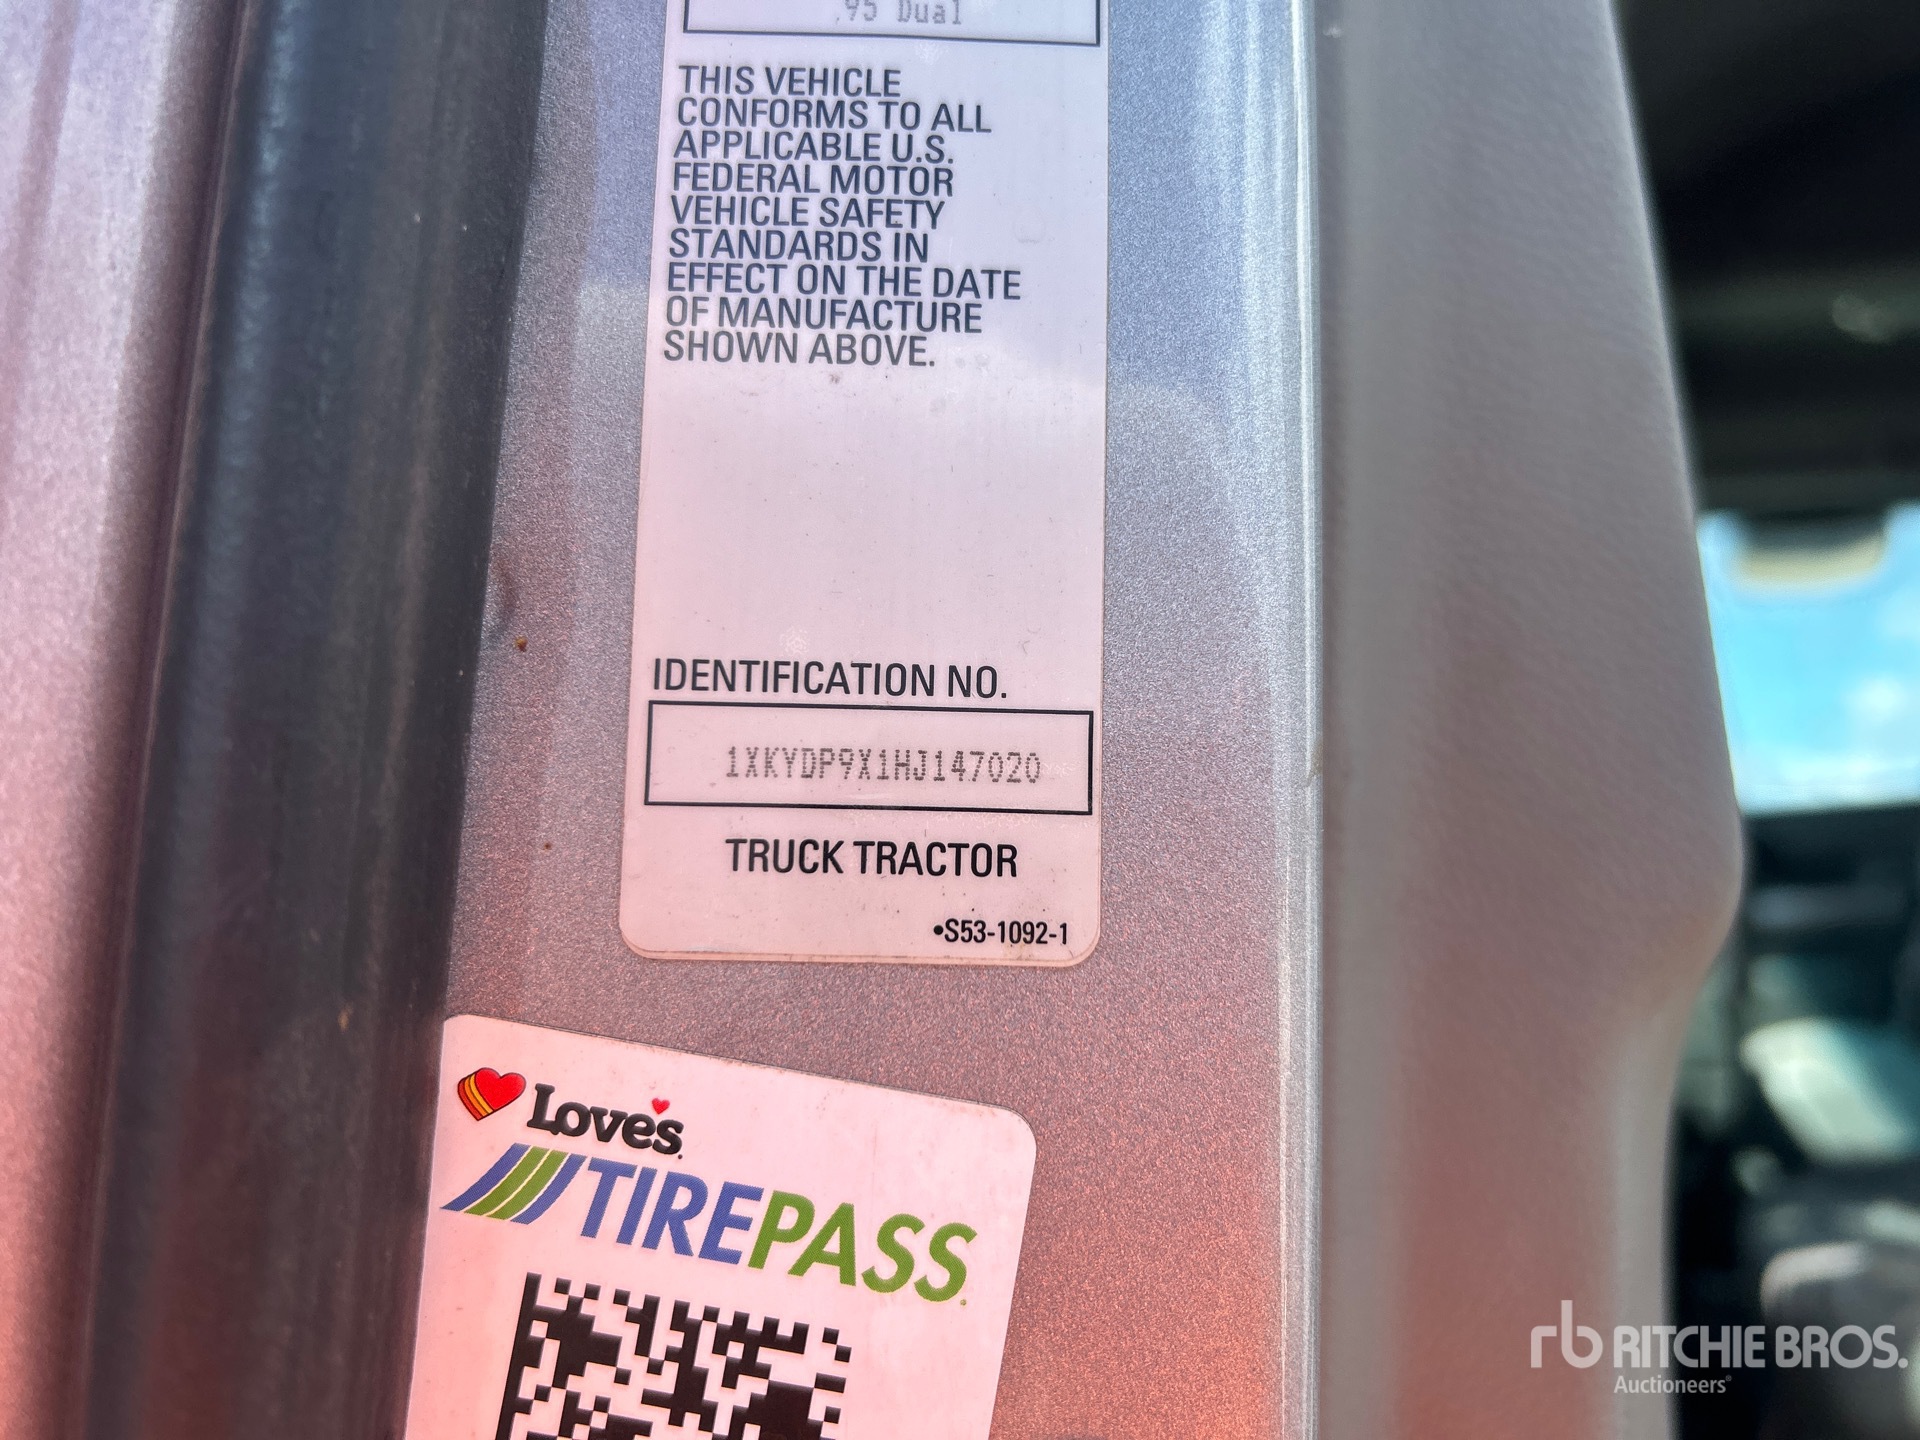 .95 Dual
THIS VEHICLE
CONFORMS TO ALL
APPLICABLE U.S.
FEDERAL MOTOR
VEHICLE SAFETY
STANDARDS IN
EFFECT ON THE DATE
OF MANUFACTURE
SHOWN ABOVE.
IDENTIFICATION NO.
1XKYDP9X1HJ147020
TRUCK TRACTOR
•S53-1092-1
Love's
TIREPASS
rb RITCHIE BROS.
Auctioneers®